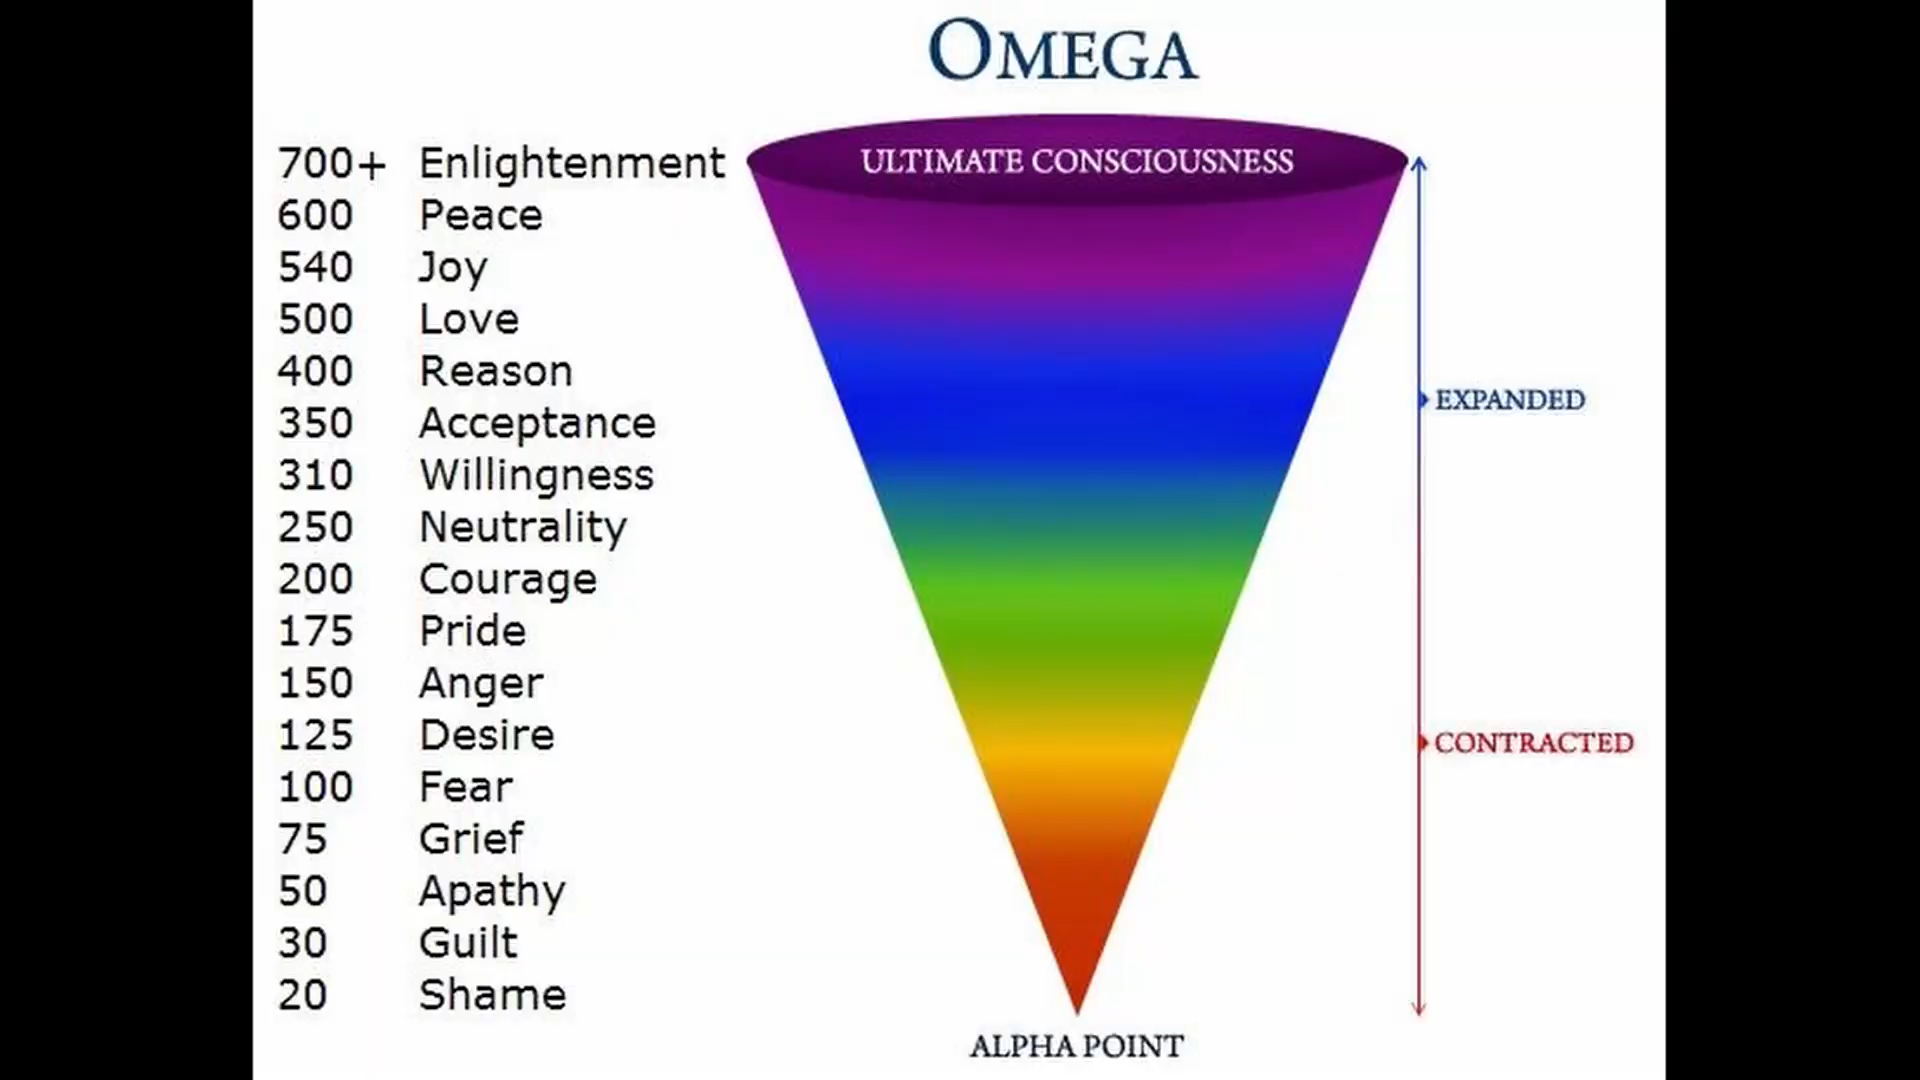 OMEGA
ULTIMATE CONSCIOUSNESS
700+ Enlightenment
600 Peace
540 Joy
500 Love
400 Reason
350 Acceptance
310 Willingness
250 Neutrality
200 Courage
175 Pride
150 Anger
125 Desire
100 Fear
75 Grief
50 Apathy
30 Guilt
20 Shame
EXPANDED
CONTRACTED
ALPHA POINT